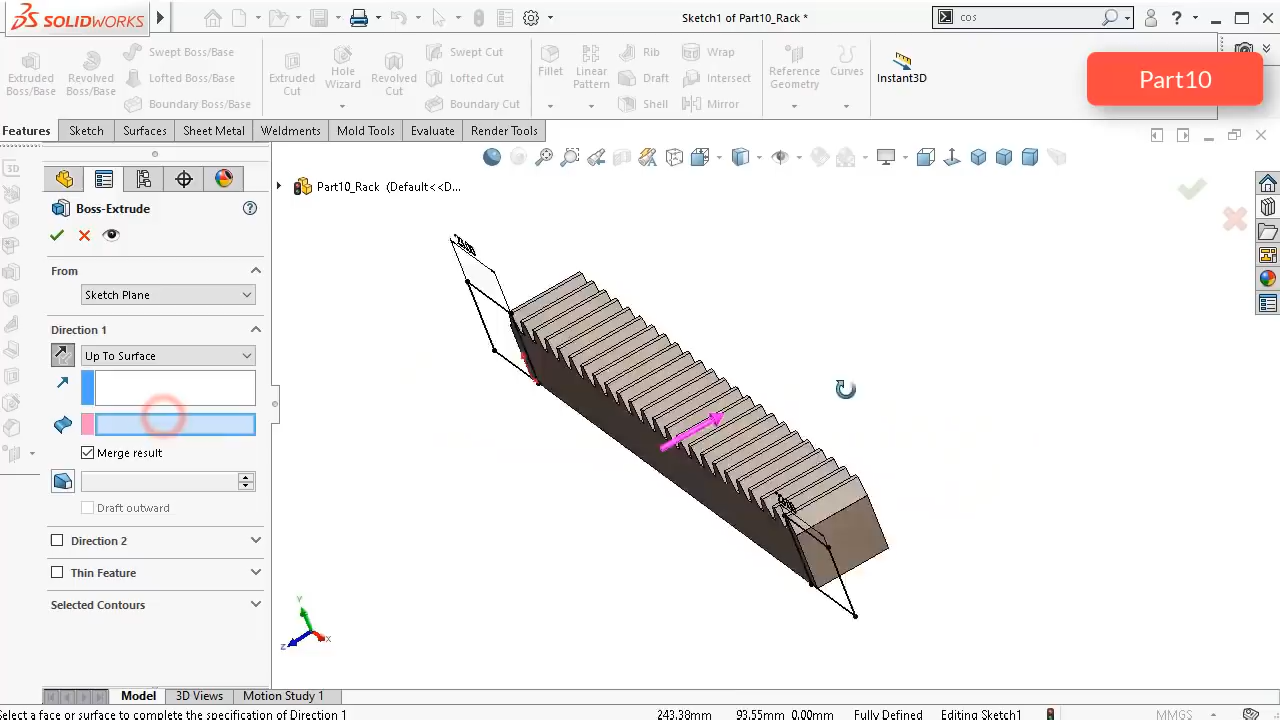 SOLIDWORKS
Sketch1 of Part10_Rack *
cos
?
Extruded Boss/Base
Revolved Boss/Base
Swept Boss/Base
Lofted Boss/Base
Boundary Boss/Base
Extruded Cut
Hole Wizard
Revolved Cut
Swept Cut
Lofted Cut
Boundary Cut
Fillet
Linear Pattern
Rib
Draft
Shell
Wrap
Intersect
Mirror
Reference Geometry
Curves
Instant3D
Part10
Features
Sketch
Surfaces
Sheet Metal
Weldments
Mold Tools
Evaluate
Render Tools
3D
Part10_Rack (Default<<D...
Boss-Extrude
?
From
Sketch Plane
Direction 1
Up To Surface
Merge result
Draft outward
Direction 2
Thin Feature
Selected Contours
Y
Z
X
Model
3D Views
Motion Study 1
Select a face or surface to complete the specification of Direction 1
243.38mm
93.55mm
0.00mm
Fully Defined
Editing Sketch1
MMGS